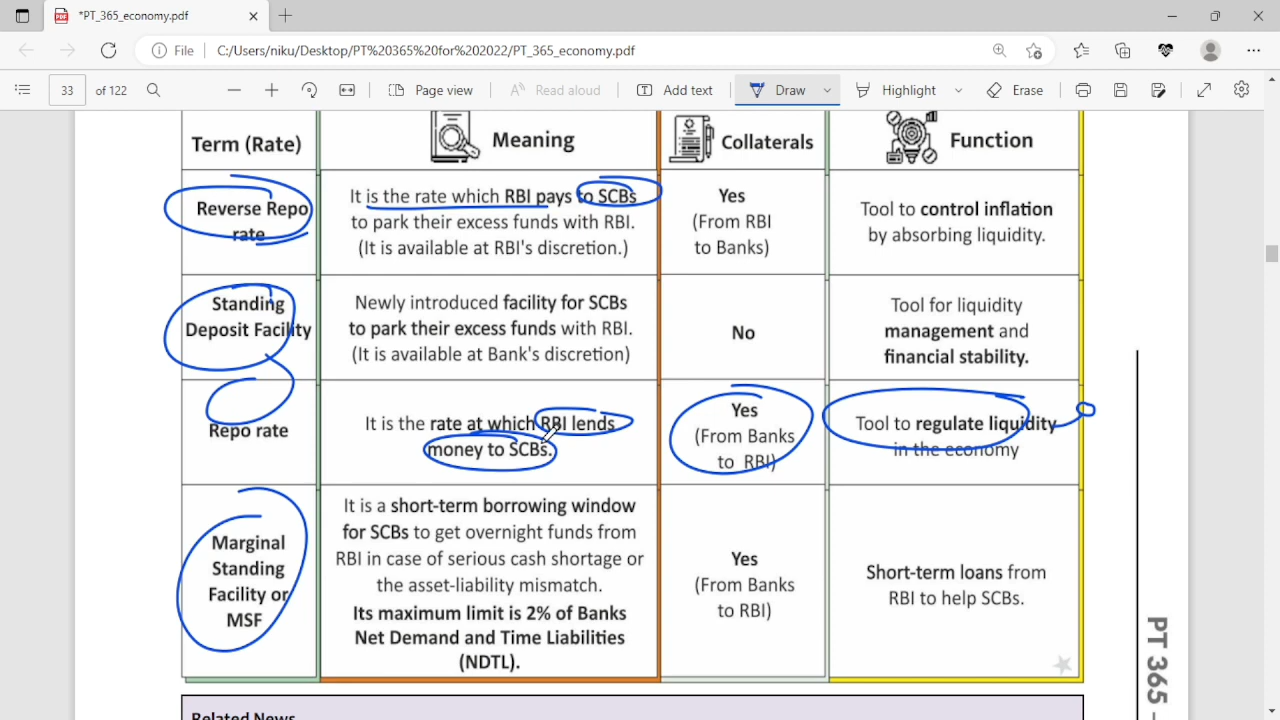 *PT_365_economy.pdf
File C:/Users/niku/Desktop/PT%20365%20for%202022/PT_365_economy.pdf
33 of 122 Page view Read aloud Add text Draw Highlight Erase
Term (Rate) Meaning Collaterals Function
Reverse Repo
rate
It is the rate which RBI pays to SCBs
to park their excess funds with RBI.
(It is available at RBI's discretion.)
Yes
(From RBI
to Banks)
Tool to control inflation
by absorbing liquidity.
Standing
Deposit Facility
Newly introduced facility for SCBs
to park their excess funds with RBI.
(It is available at Bank's discretion)
No
Tool for liquidity
management and
financial stability.
Repo rate
It is the rate at which RBI lends
money to SCBs.
Yes
(From Banks
to RBI)
Tool to regulate liquidity
in the economy
Marginal
Standing
Facility or
MSF
It is a short-term borrowing window
for SCBs to get overnight funds from
RBI in case of serious cash shortage or
the asset-liability mismatch.
Its maximum limit is 2% of Banks
Net Demand and Time Liabilities
(NDTL).
Yes
(From Banks
to RBI)
Short-term loans from
RBI to help SCBs.
PT 365 -
Related News